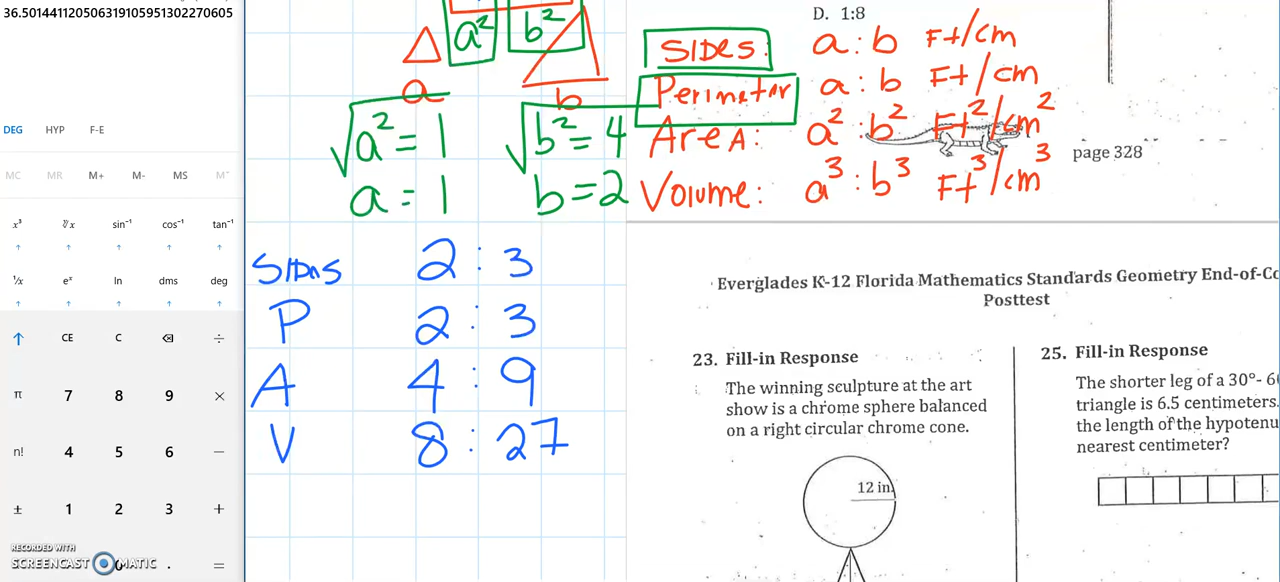 36.501441120506319105951302270605
DEG HYP F-E
MC MR M+ M- MS M˅
x³ ʸ√x sin⁻¹ cos⁻¹ tan⁻¹
¹/x eˣ ln dms deg
↑ CE C ⌫ ÷
π 7 8 9 ×
n! 4 5 6 −
± 1 2 3 +
0 . =
RECORDED WITH
SCREENCAST MATIC
a² b²
a b
√a² = 1 √b² = 4
a = 1 b = 2
D. 1:8
SIDES: a : b Ft/cm
Perimeter a : b Ft/cm
Area: a² : b² Ft²/cm²
Volume: a³ : b³ Ft³/cm³
page 328
SIDES 2 : 3
P 2 : 3
A 4 : 9
V 8 : 27
Everglades K-12 Florida Mathematics Standards Geometry End-of-Co
Posttest
23. Fill-in Response
The winning sculpture at the art
show is a chrome sphere balanced
on a right circular chrome cone.
12 in.
25. Fill-in Response
The shorter leg of a 30°- 6
triangle is 6.5 centimeters.
the length of the hypotenu
nearest centimeter?